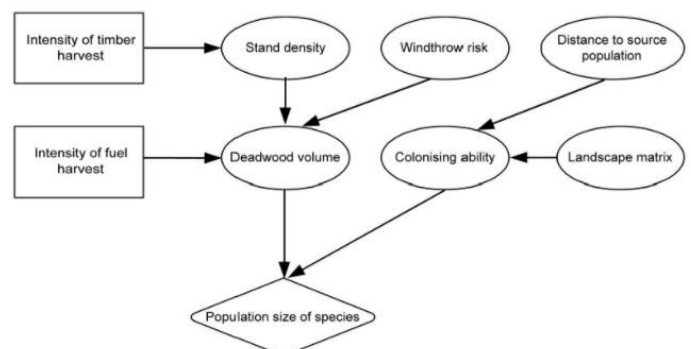 Intensity of timber
harvest
Stand density
Windthrow risk
Distance to source
population
Intensity of fuel
harvest
Deadwood volume
Colonising ability
Landscape matrix
Population size of species